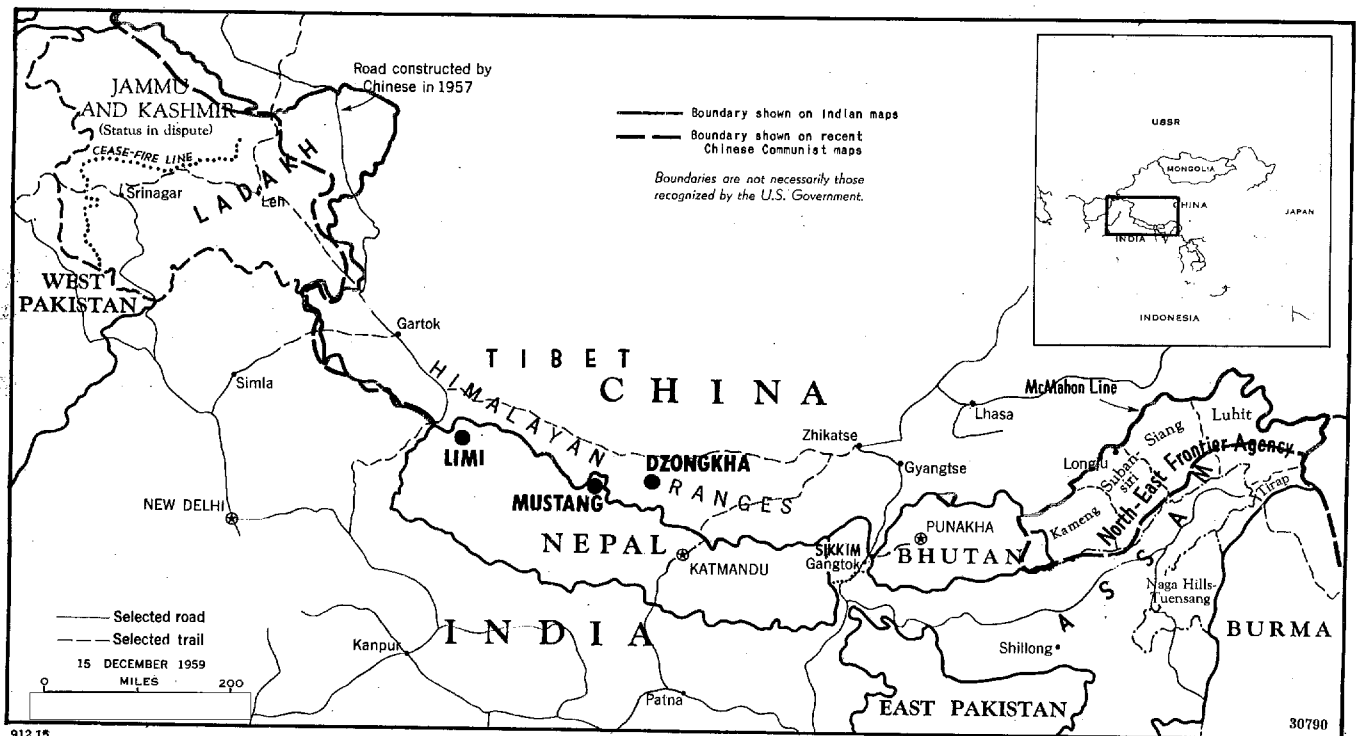 Road constructed by
Chinese in 1957
JAMMU
AND KASHMIR
(Status in dispute)
CEASE-FIRE LINE
Srinagar
LADAKH
Leh
WEST
PAKISTAN
Boundary shown on Indian maps
Boundary shown on recent
Chinese Communist maps
Boundaries are not necessarily those
recognized by the U.S. Government.
USSR
MONGOLIA
CHINA
JAPAN
INDIA
INDONESIA
Gartok
Simla
TIBET
CHINA
HIMALAYAN
RANGES
McMahon Line
Lhasa
Luhit
Siang
Zhikatse
Longju
Suban-
siri
Gyangtse
North-East Frontier Agency
Tirap
Kameng
LIMI
DZONGKHA
MUSTANG
NEW DELHI
NEPAL
KATMANDU
SIKKIM
Gangtok
PUNAKHA
BHUTAN
ASSAM
Naga Hills-
Tuensang
BURMA
Selected road
Selected trail
15 DECEMBER 1959
MILES
0 200
Kanpur
INDIA
Shillong
Patna
EAST PAKISTAN
30790
912.15